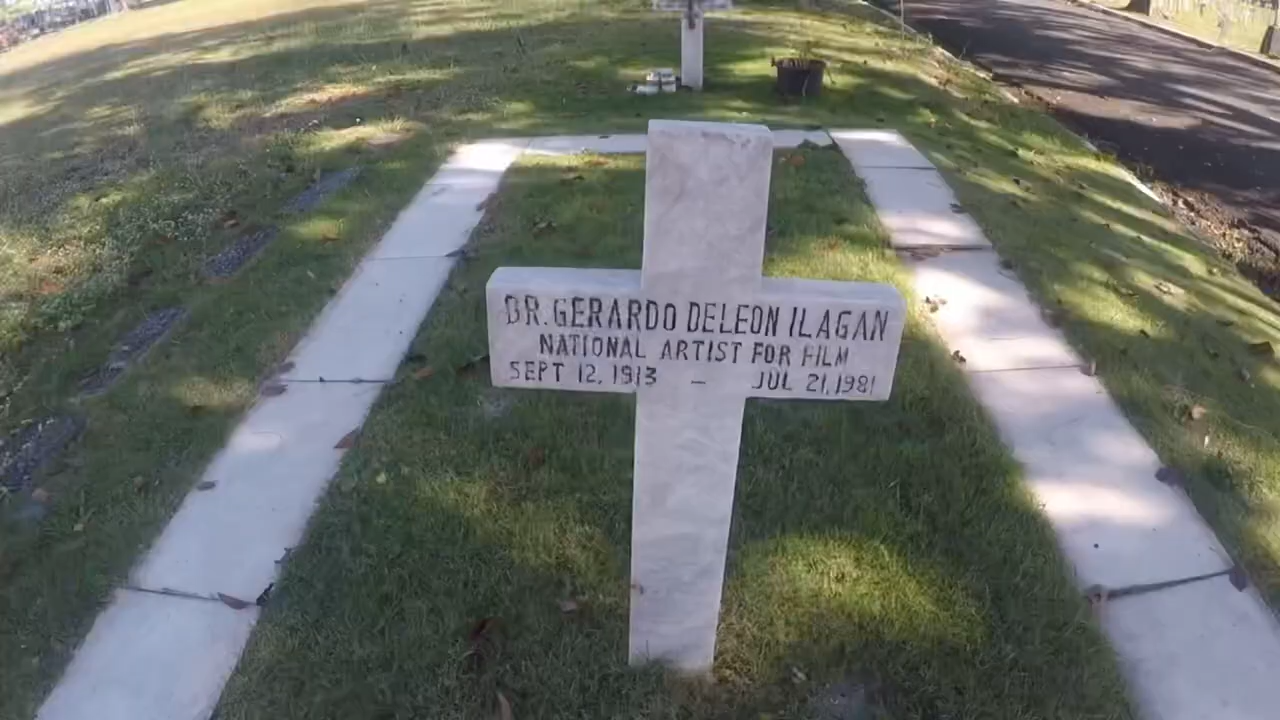 DR. GERARDO DELEON ILAGAN
NATIONAL ARTIST FOR FILM
SEPT 12, 1913 – JUL 21, 1981